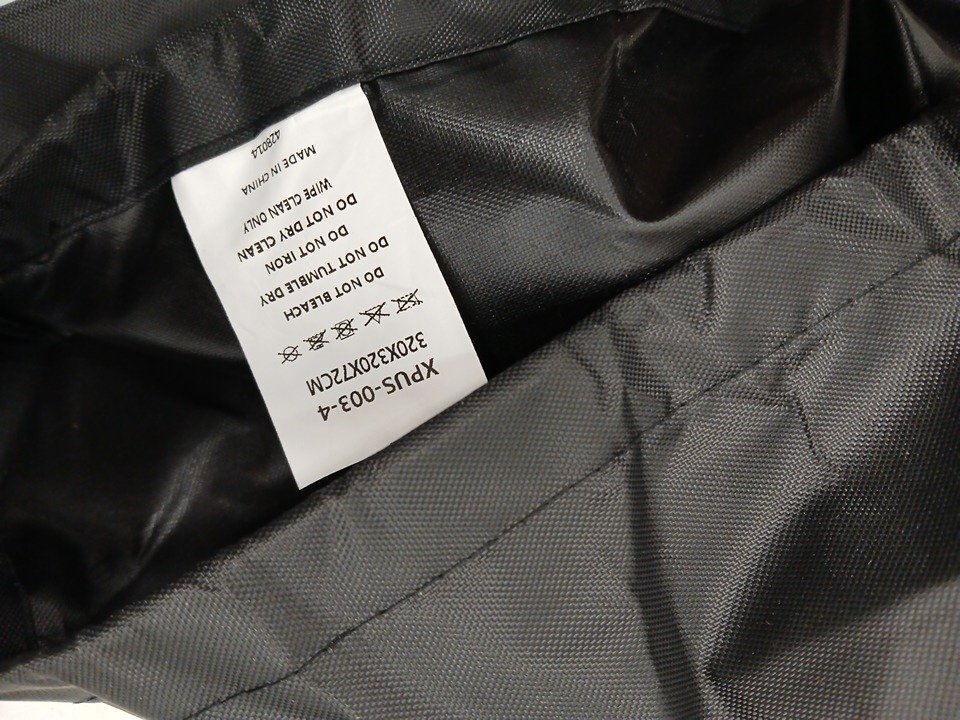 XPUS-003-4
320X320X72CM
DO NOT BLEACH
DO NOT TUMBLE DRY
DO NOT IRON
DO NOT DRY CLEAN
WIPE CLEAN ONLY
MADE IN CHINA
428014